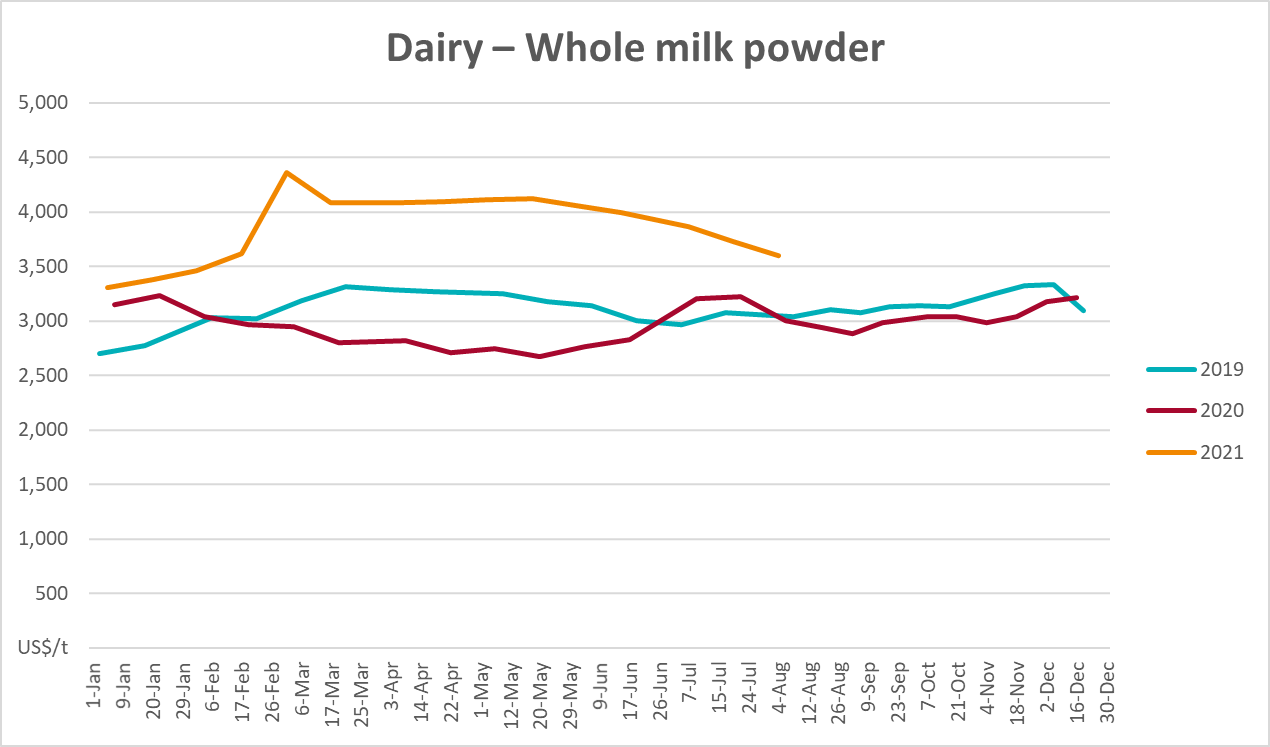 Dairy – Whole milk powder
5,000
4,500
4,000
3,500
3,000
2,500
2,000
1,500
1,000
500
US$/t
1-Jan
9-Jan
20-Jan
29-Jan
6-Feb
17-Feb
26-Feb
6-Mar
17-Mar
25-Mar
3-Apr
14-Apr
22-Apr
1-May
12-May
20-May
29-May
9-Jun
17-Jun
26-Jun
7-Jul
15-Jul
24-Jul
4-Aug
12-Aug
26-Aug
9-Sep
23-Sep
7-Oct
21-Oct
4-Nov
18-Nov
2-Dec
16-Dec
30-Dec
2019
2020
2021